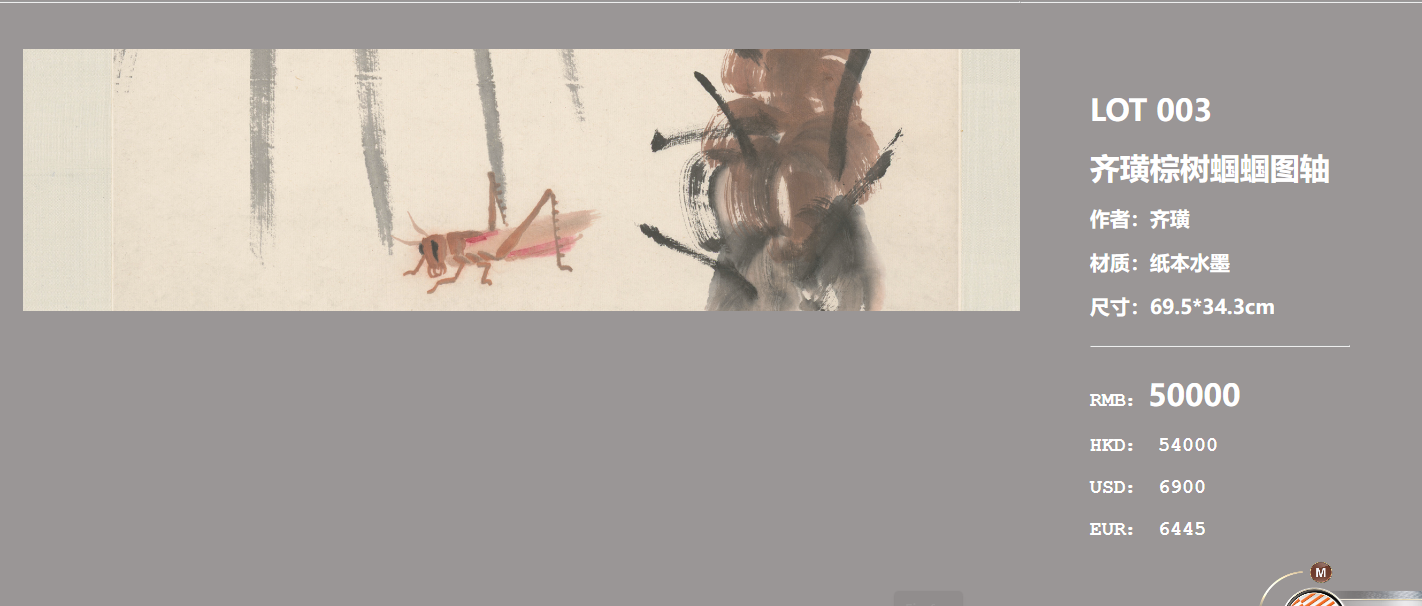 LOT 003
齐璜棕树蝈蝈图轴
作者：齐璜
材质：纸本水墨
尺寸：69.5*34.3cm
RMB： 50000
HKD： 54000
USD： 6900
EUR： 6445
M